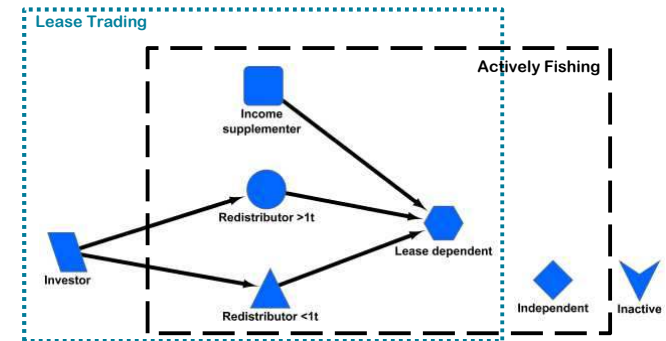 Lease Trading
Actively Fishing
Income
supplementer
Redistributor >1t
Lease dependent
Investor
Redistributor <1t
Independent
Inactive